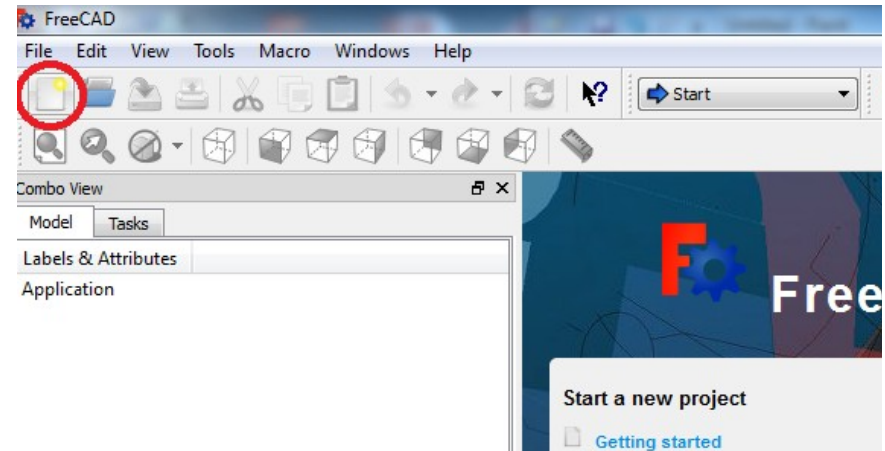 FreeCAD
File Edit View Tools Macro Windows Help
Start
Combo View
Model Tasks
Labels & Attributes
Application
Free
Start a new project
Getting started